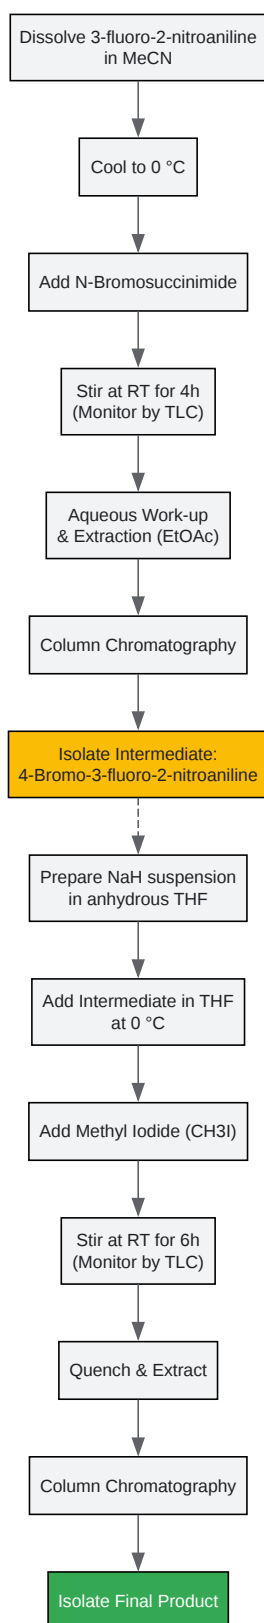 Dissolve 3-fluoro-2-nitroaniline
in MeCN
Cool to 0 °C
Add N-Bromosuccinimide
Stir at RT for 4h
(Monitor by TLC)
Aqueous Work-up
& Extraction (EtOAc)
Column Chromatography
Isolate Intermediate:
4-Bromo-3-fluoro-2-nitroaniline
Prepare NaH suspension
in anhydrous THF
Add Intermediate in THF
at 0 °C
Add Methyl Iodide (CH3I)
Stir at RT for 6h
(Monitor by TLC)
Quench & Extract
Column Chromatography
Isolate Final Product